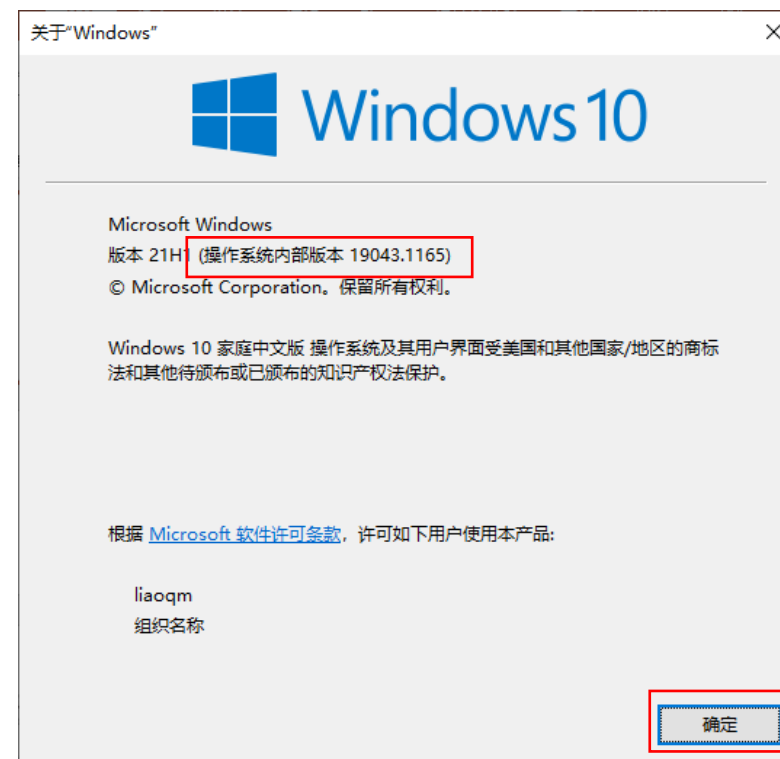 关于“Windows”
Windows 10
Microsoft Windows
版本 21H1 (操作系统内部版本 19043.1165)
© Microsoft Corporation。保留所有权利。
Windows 10 家庭中文版 操作系统及其用户界面受美国和其他国家/地区的商标
法和其他待颁布或已颁布的知识产权法保护。
根据 Microsoft 软件许可条款，许可如下用户使用本产品:
liaoqm
组织名称
确定